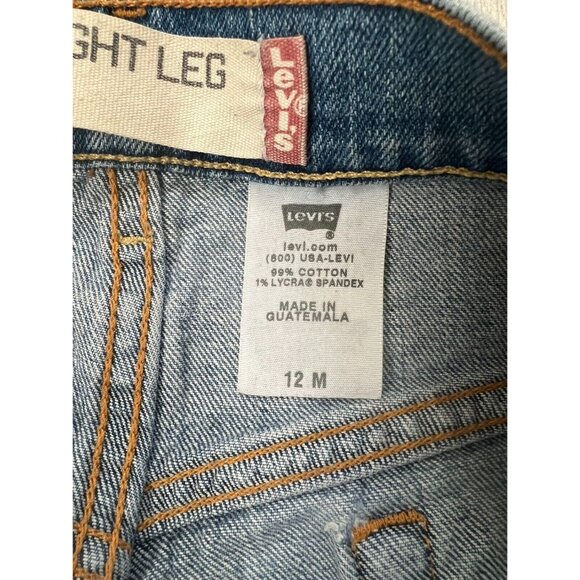 GHT LEG
Levi's
LEVI'S
®
levi.com
(800) USA-LEVI
99% COTTON
1% LYCRA® SPANDEX
MADE IN
GUATEMALA
12 M